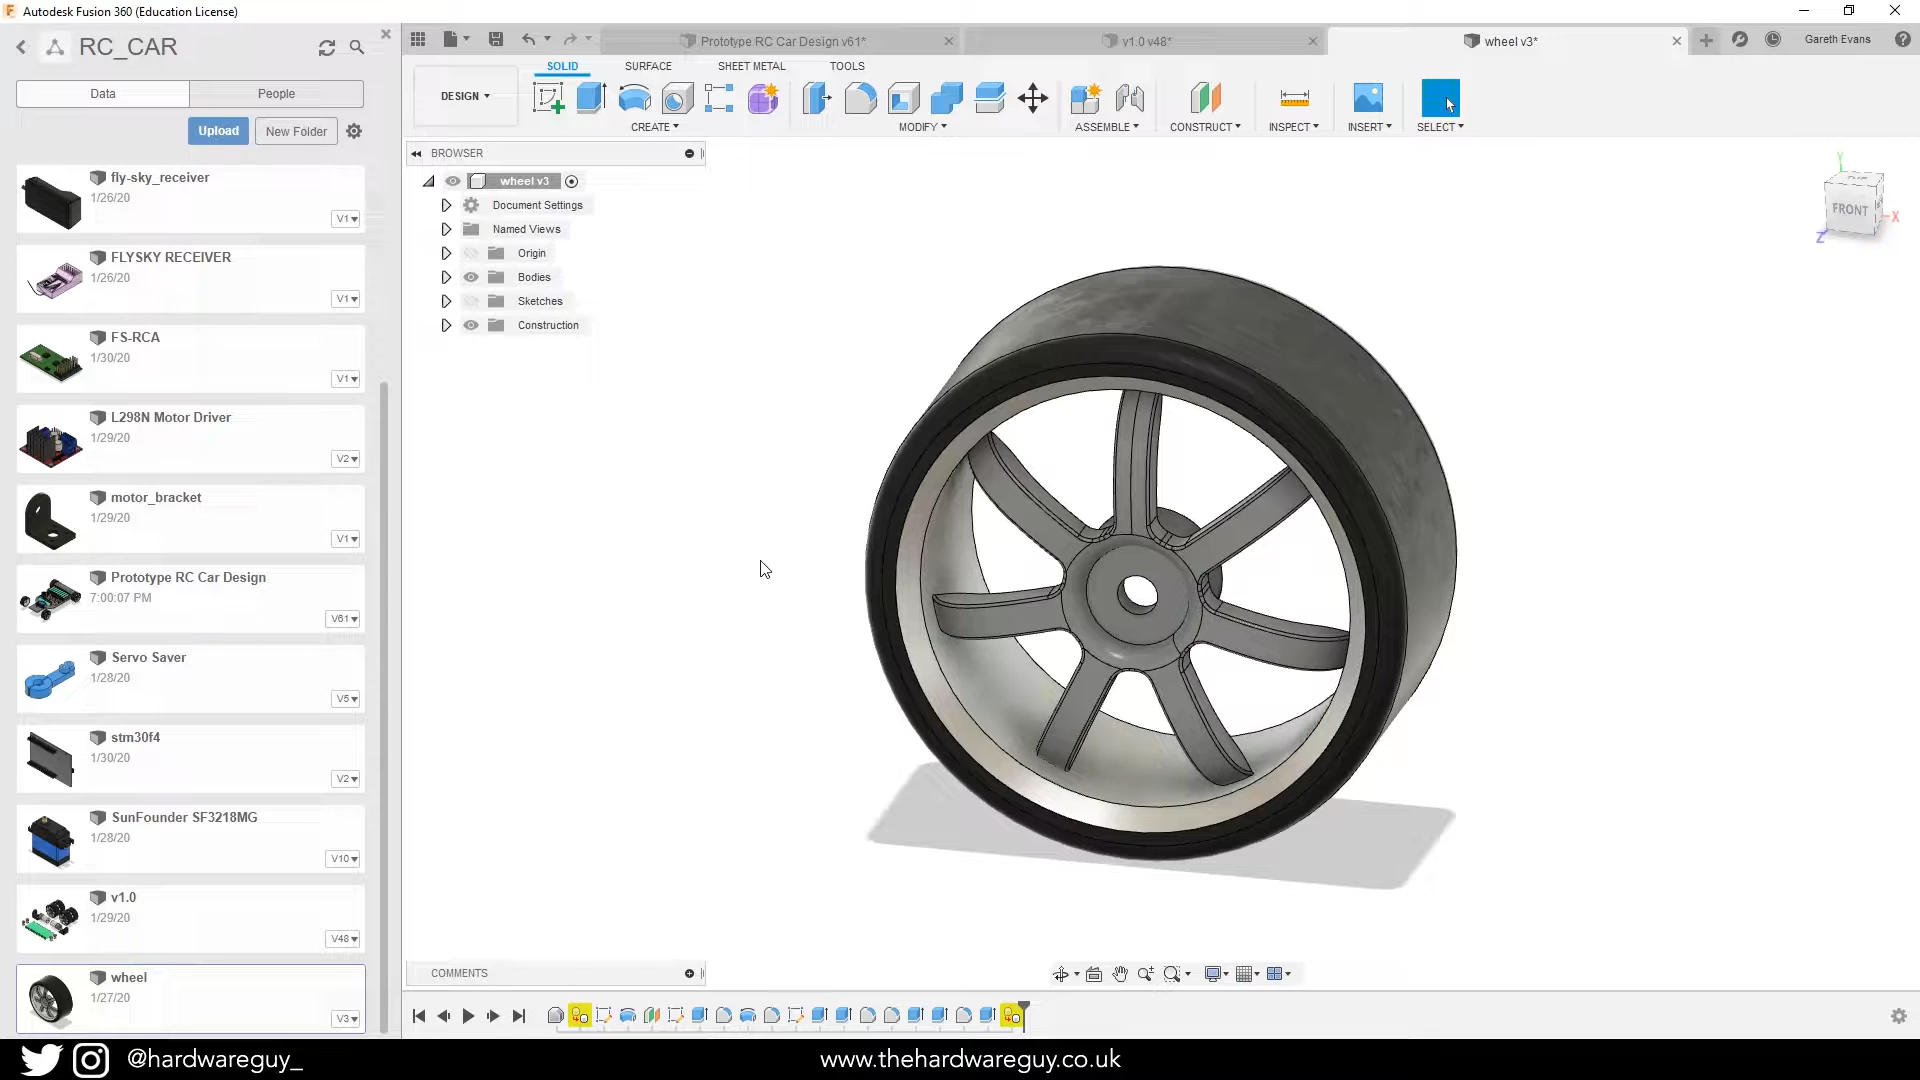 Autodesk Fusion 360 (Education License)
RC_CAR
Data
People
Upload
New Folder
fly-sky_receiver
1/26/20
V1
FLYSKY RECEIVER
1/26/20
V1
FS-RCA
1/30/20
V1
L298N Motor Driver
1/29/20
V2
motor_bracket
1/29/20
V1
Prototype RC Car Design
7:00:07 PM
V61
Servo Saver
1/28/20
V5
stm30f4
1/30/20
V2
SunFounder SF3218MG
1/28/20
V10
v1.0
1/29/20
V48
wheel
1/27/20
V3
Prototype RC Car Design v61*
v1.0 v48*
wheel v3*
Gareth Evans
DESIGN
SOLID
SURFACE
SHEET METAL
TOOLS
CREATE
MODIFY
ASSEMBLE
CONSTRUCT
INSPECT
INSERT
SELECT
BROWSER
wheel v3
Document Settings
Named Views
Origin
Bodies
Sketches
Construction
Y
TOP
FRONT
X
Z
COMMENTS
@hardwareguy_
www.thehardwareguy.co.uk